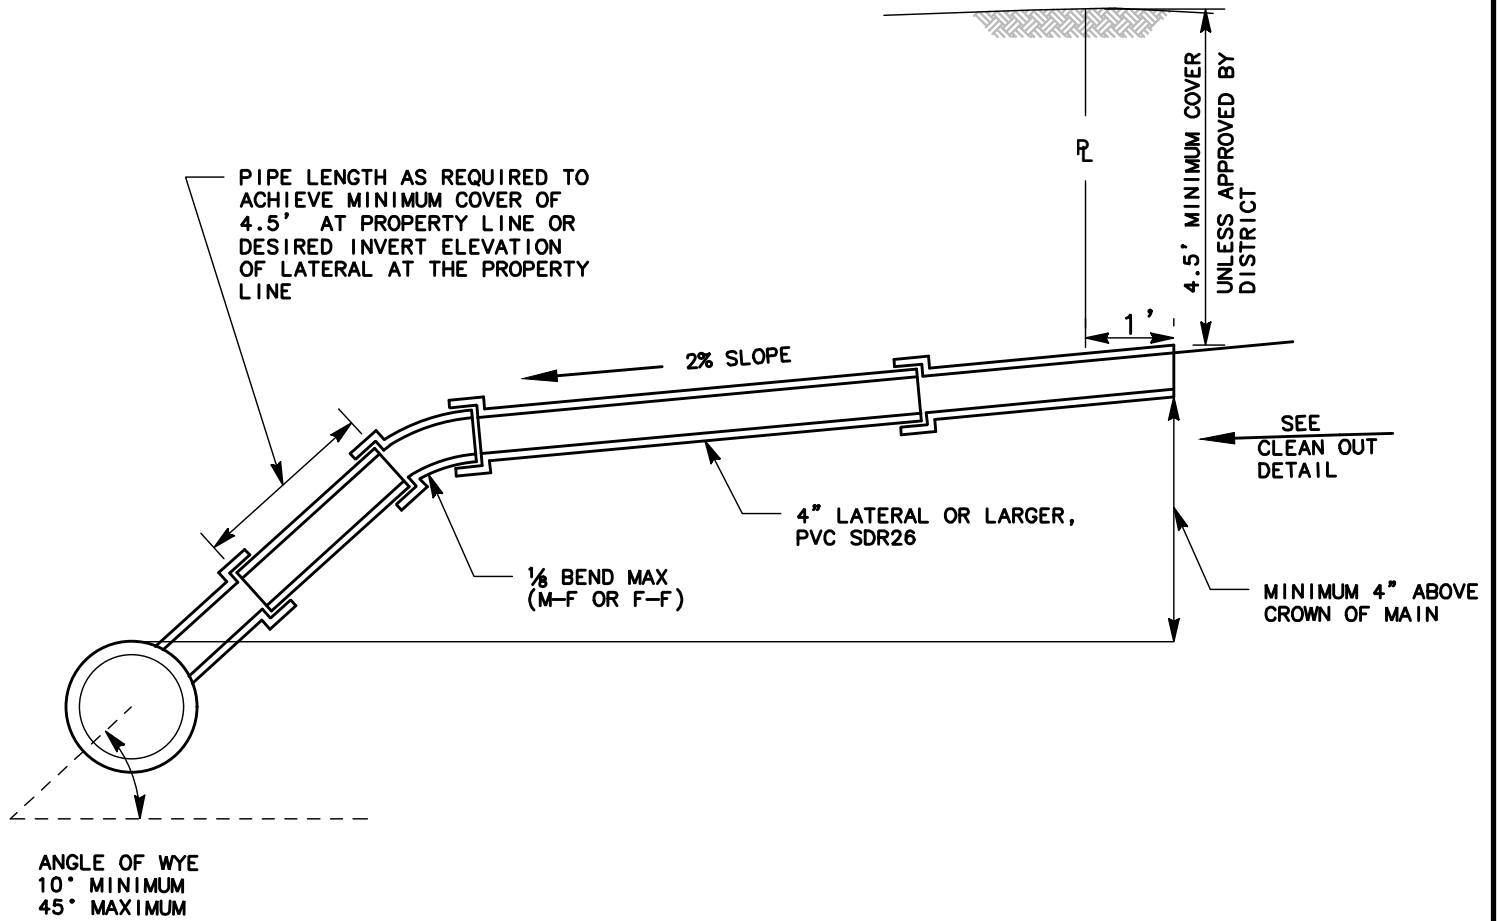 4.5' MINIMUM COVER
UNLESS APPROVED BY
DISTRICT
PL
PIPE LENGTH AS REQUIRED TO
ACHIEVE MINIMUM COVER OF
4.5' AT PROPERTY LINE OR
DESIRED INVERT ELEVATION
OF LATERAL AT THE PROPERTY
LINE
1'
2% SLOPE
SEE
CLEAN OUT
DETAIL
4" LATERAL OR LARGER,
PVC SDR26
⅛ BEND MAX
(M-F OR F-F)
MINIMUM 4" ABOVE
CROWN OF MAIN
ANGLE OF WYE
10° MINIMUM
45° MAXIMUM